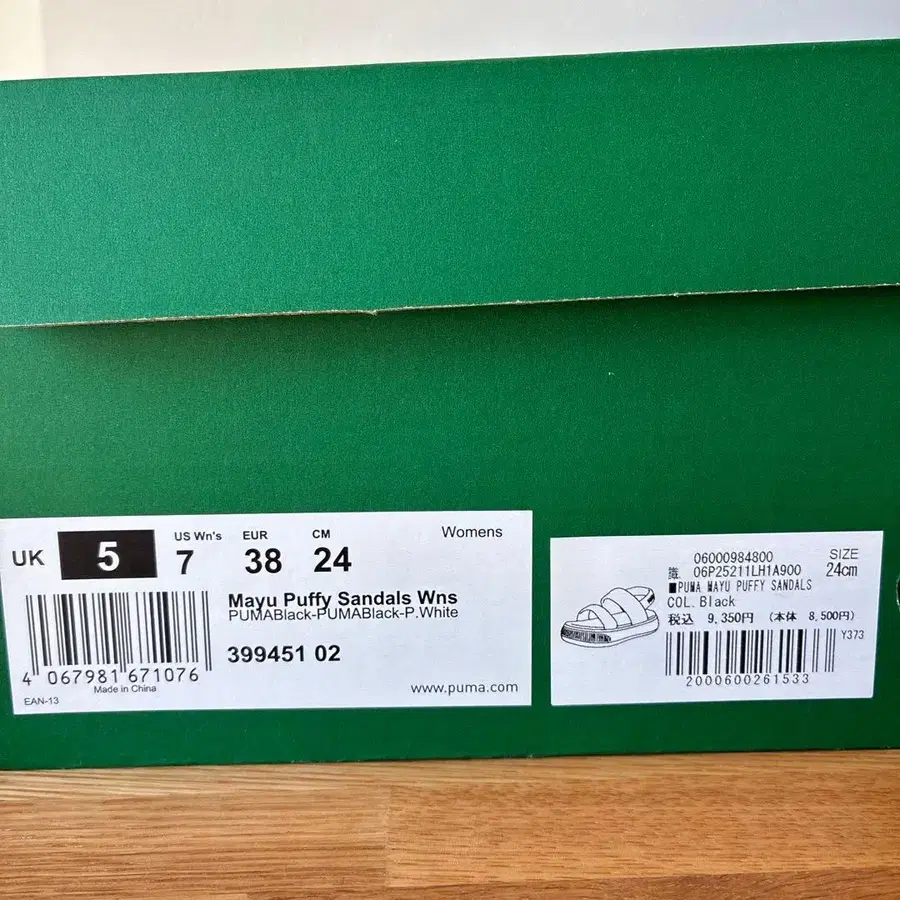 UK 5
US Wn's EUR CM
7 38 24
Womens
Mayu Puffy Sandals Wns
PUMABlack-PUMABlack-P.White
399451 02
4 067981 671076
Made in China
EAN-13
www.puma.com
06000984800
06P25211LH1A900
SIZE
24cm
■PUMA MAYU PUFFY SANDALS
COL.Black
税込 9,350円 (本体 8,500円)
Y373
2000600261533